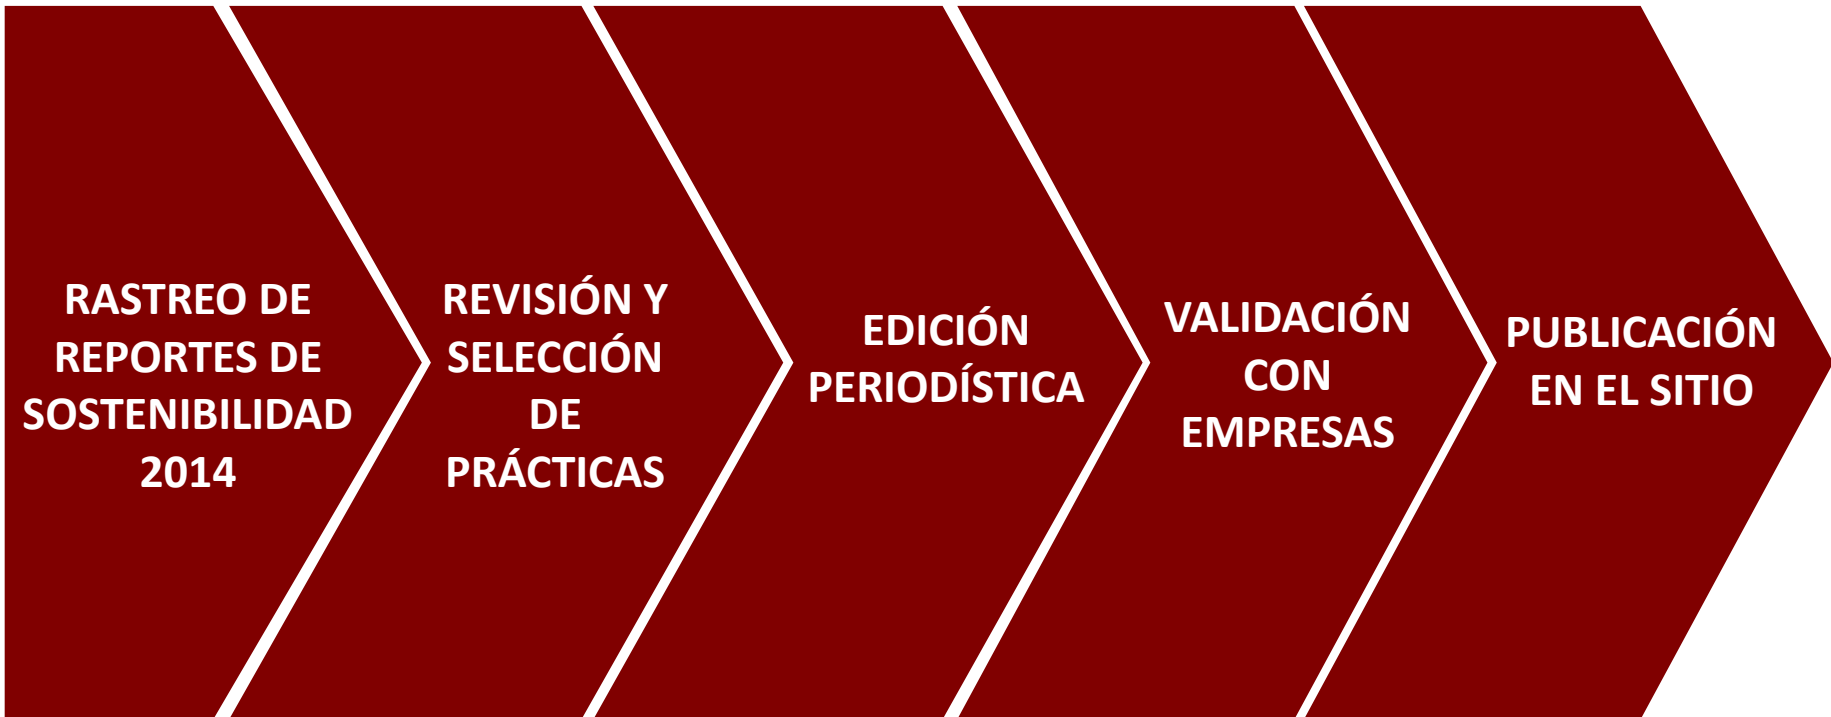 RASTREO DE
REPORTES DE
SOSTENIBILIDAD
2014
REVISIÓN Y
SELECCIÓN
DE
PRÁCTICAS
EDICIÓN
PERIODÍSTICA
VALIDACIÓN
CON
EMPRESAS
PUBLICACIÓN
EN EL SITIO